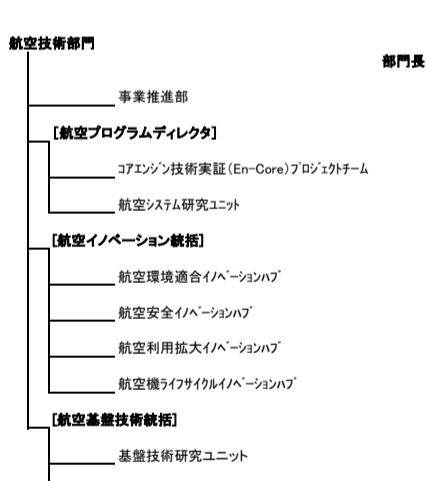 航空技術部門
部門長
事業推進部
[航空プログラムディレクタ]
コアエンジン技術実証(En-Core)プロジェクトチーム
航空システム研究ユニット
[航空イノベーション統括]
航空環境適合イノベーションハブ
航空安全イノベーションハブ
航空利用拡大イノベーションハブ
航空機ライフサイクルイノベーションハブ
[航空基盤技術統括]
基盤技術研究ユニット